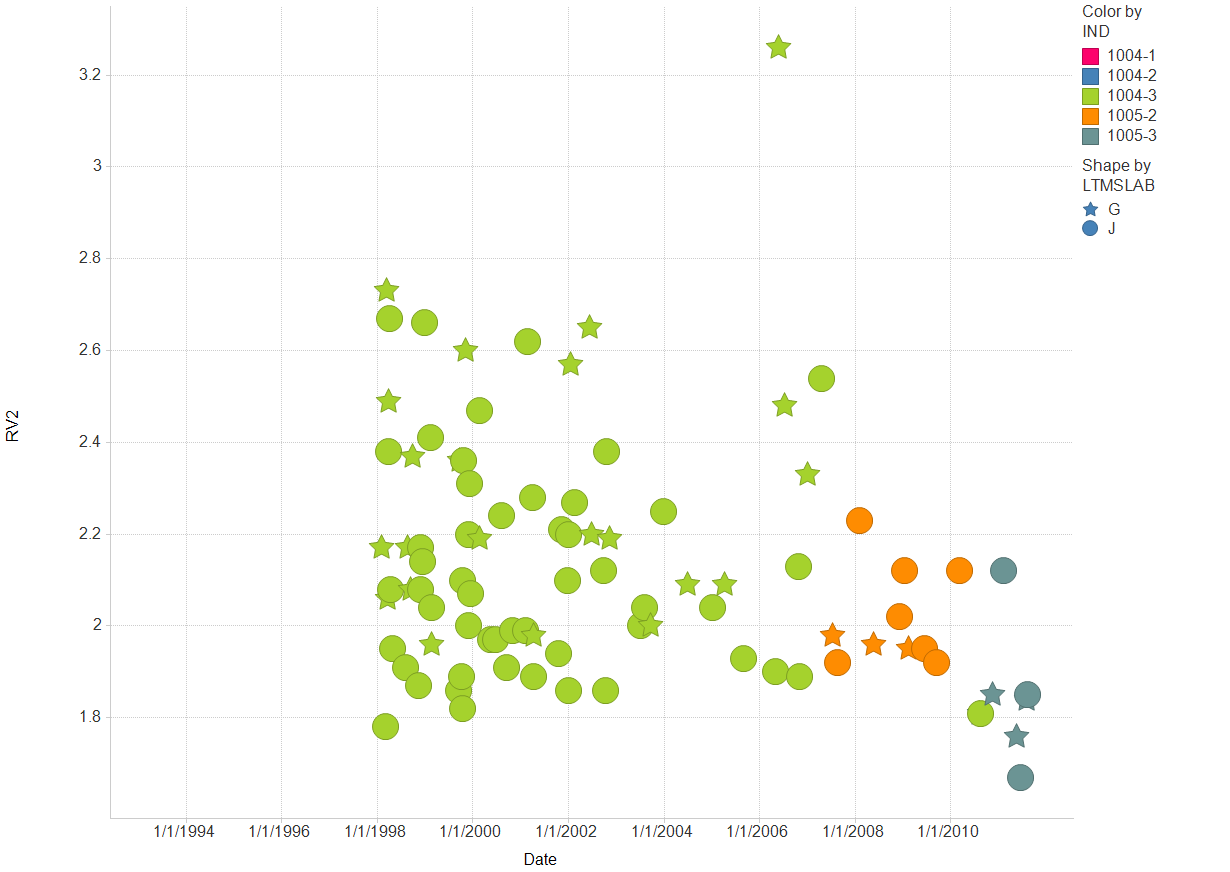 Color by
IND
1004-1
1004-2
1004-3
1005-2
1005-3
Shape by
LTMSLAB
G
J
3.2
3
2.8
2.6
2.4
2.2
2
1.8
RV2
1/1/1994 1/1/1996 1/1/1998 1/1/2000 1/1/2002 1/1/2004 1/1/2006 1/1/2008 1/1/2010
Date